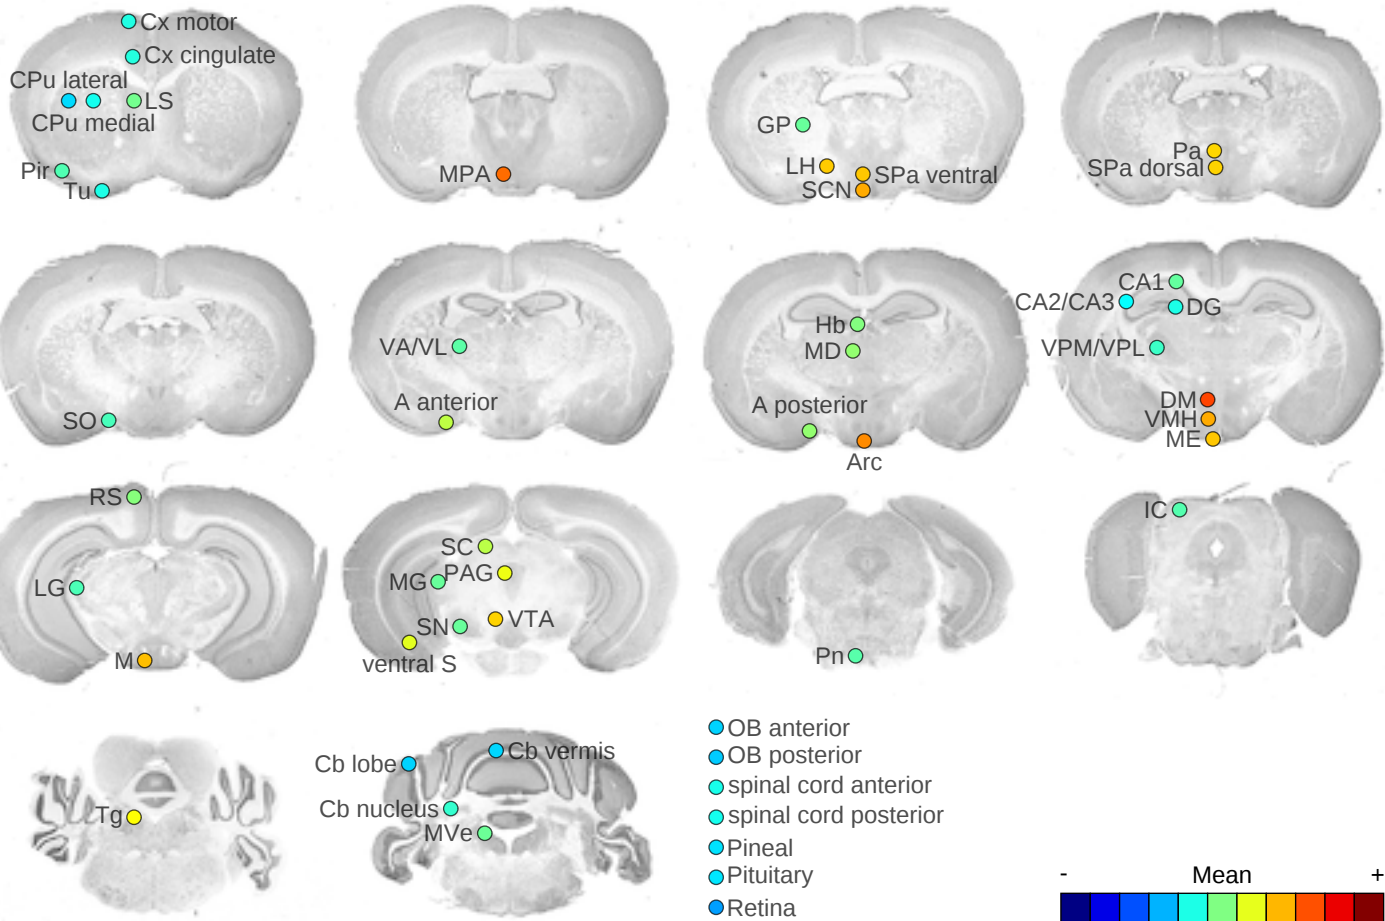 Cx motor
Cx cingulate
CPu lateral
LS
CPu medial
Pir
Tu
MPA
GP
LH
SPa ventral
SCN
Pa
SPa dorsal
SO
VA/VL
A anterior
Hb
MD
A posterior
Arc
CA1
CA2/CA3
DG
VPM/VPL
DM
VMH
ME
RS
LG
M
SC
MG
PAG
SN
VTA
ventral S
Pn
IC
Tg
Cb lobe
Cb vermis
Cb nucleus
MVe
OB anterior
OB posterior
spinal cord anterior
spinal cord posterior
Pineal
Pituitary
Retina
- Mean +